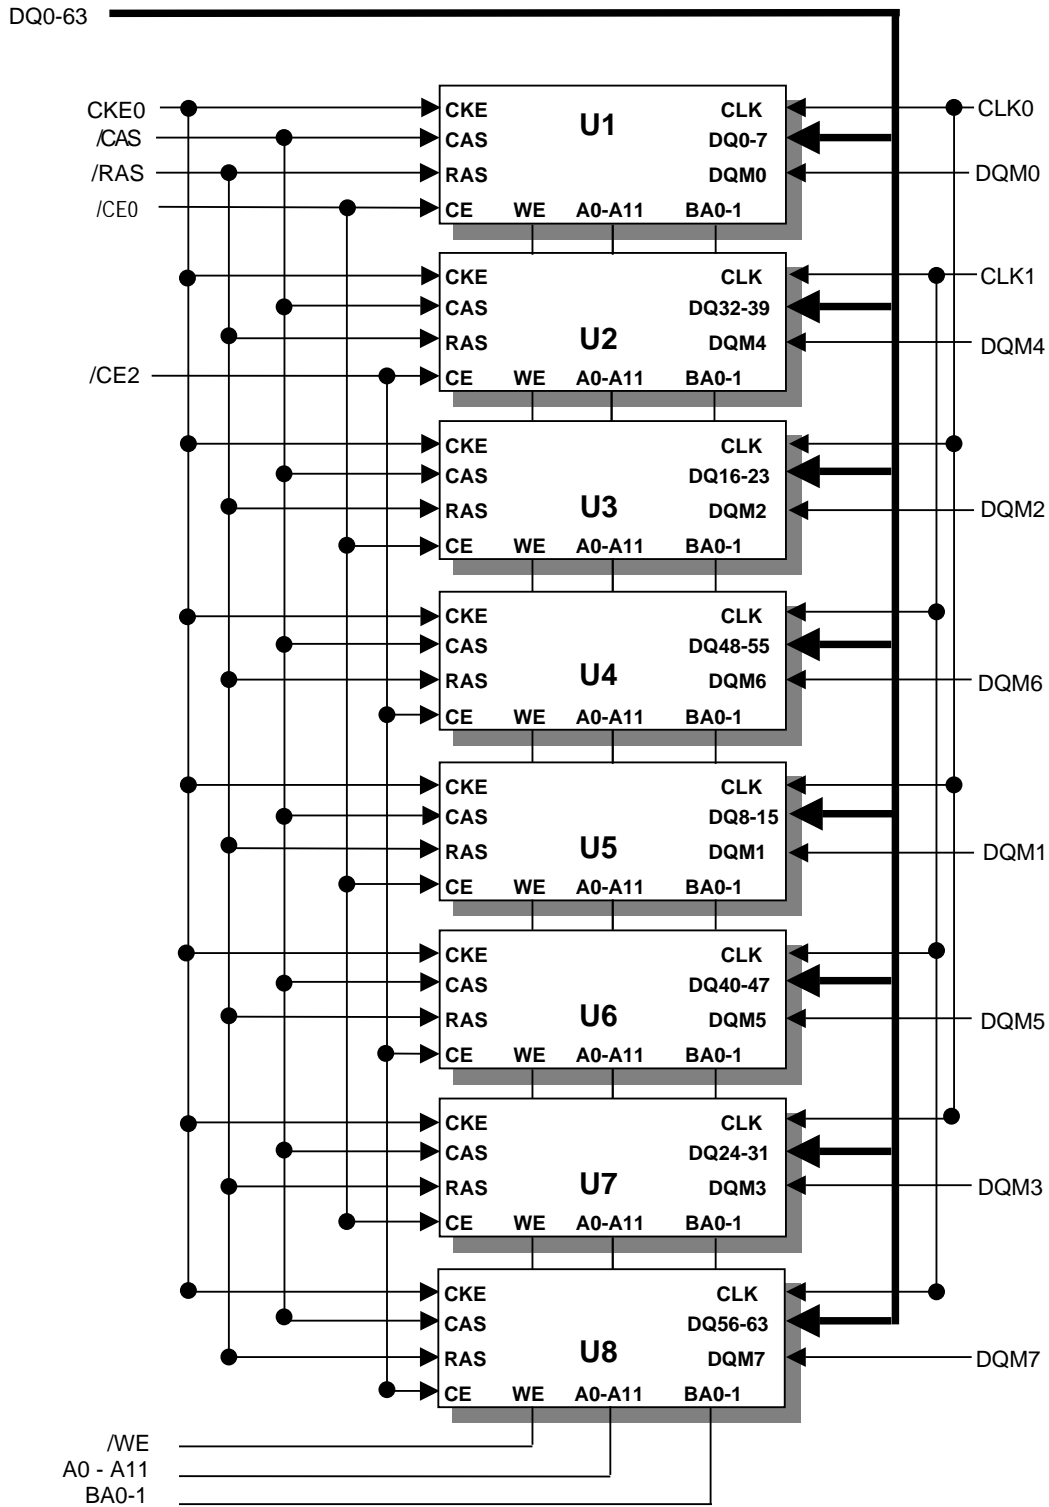 DQ0-63
CKE0 CKE U1 CLK CLK0
/CAS CAS DQ0-7
/RAS RAS DQM0 DQM0
/CE0 CE WE A0-A11 BA0-1
CKE CLK CLK1
CAS DQ32-39
RAS U2 DQM4 DQM4
/CE2 CE WE A0-A11 BA0-1
CKE CLK
CAS DQ16-23
RAS U3 DQM2 DQM2
CE WE A0-A11 BA0-1
CKE CLK
CAS DQ48-55
RAS U4 DQM6 DQM6
CE WE A0-A11 BA0-1
CKE CLK
CAS DQ8-15
RAS U5 DQM1 DQM1
CE WE A0-A11 BA0-1
CKE CLK
CAS DQ40-47
RAS U6 DQM5 DQM5
CE WE A0-A11 BA0-1
CKE CLK
CAS DQ24-31
RAS U7 DQM3 DQM3
CE WE A0-A11 BA0-1
CKE CLK
CAS DQ56-63
RAS U8 DQM7 DQM7
CE WE A0-A11 BA0-1
/WE
A0 - A11
BA0-1